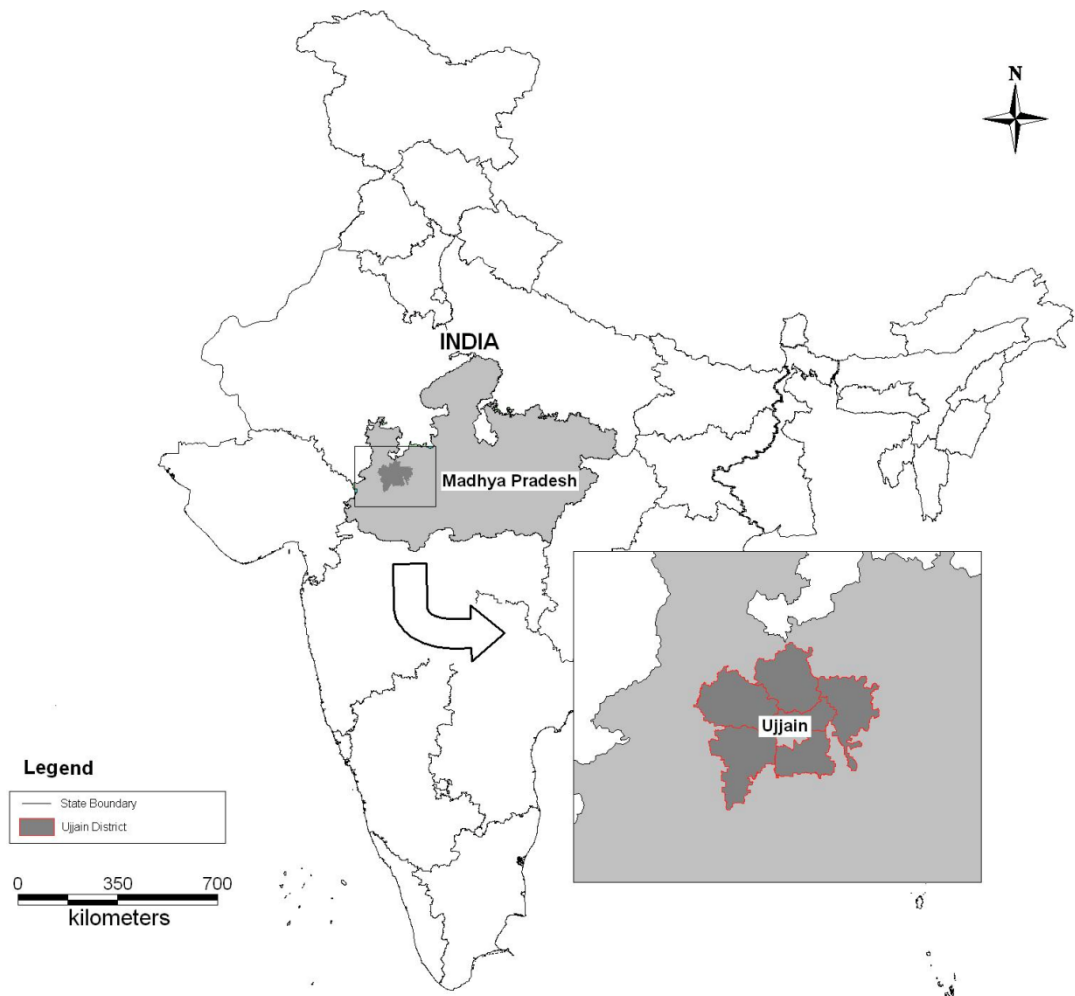 N
INDIA
Madhya Pradesh
Ujjain
Legend
State Boundary
Ujjain District
0 350 700
kilometers